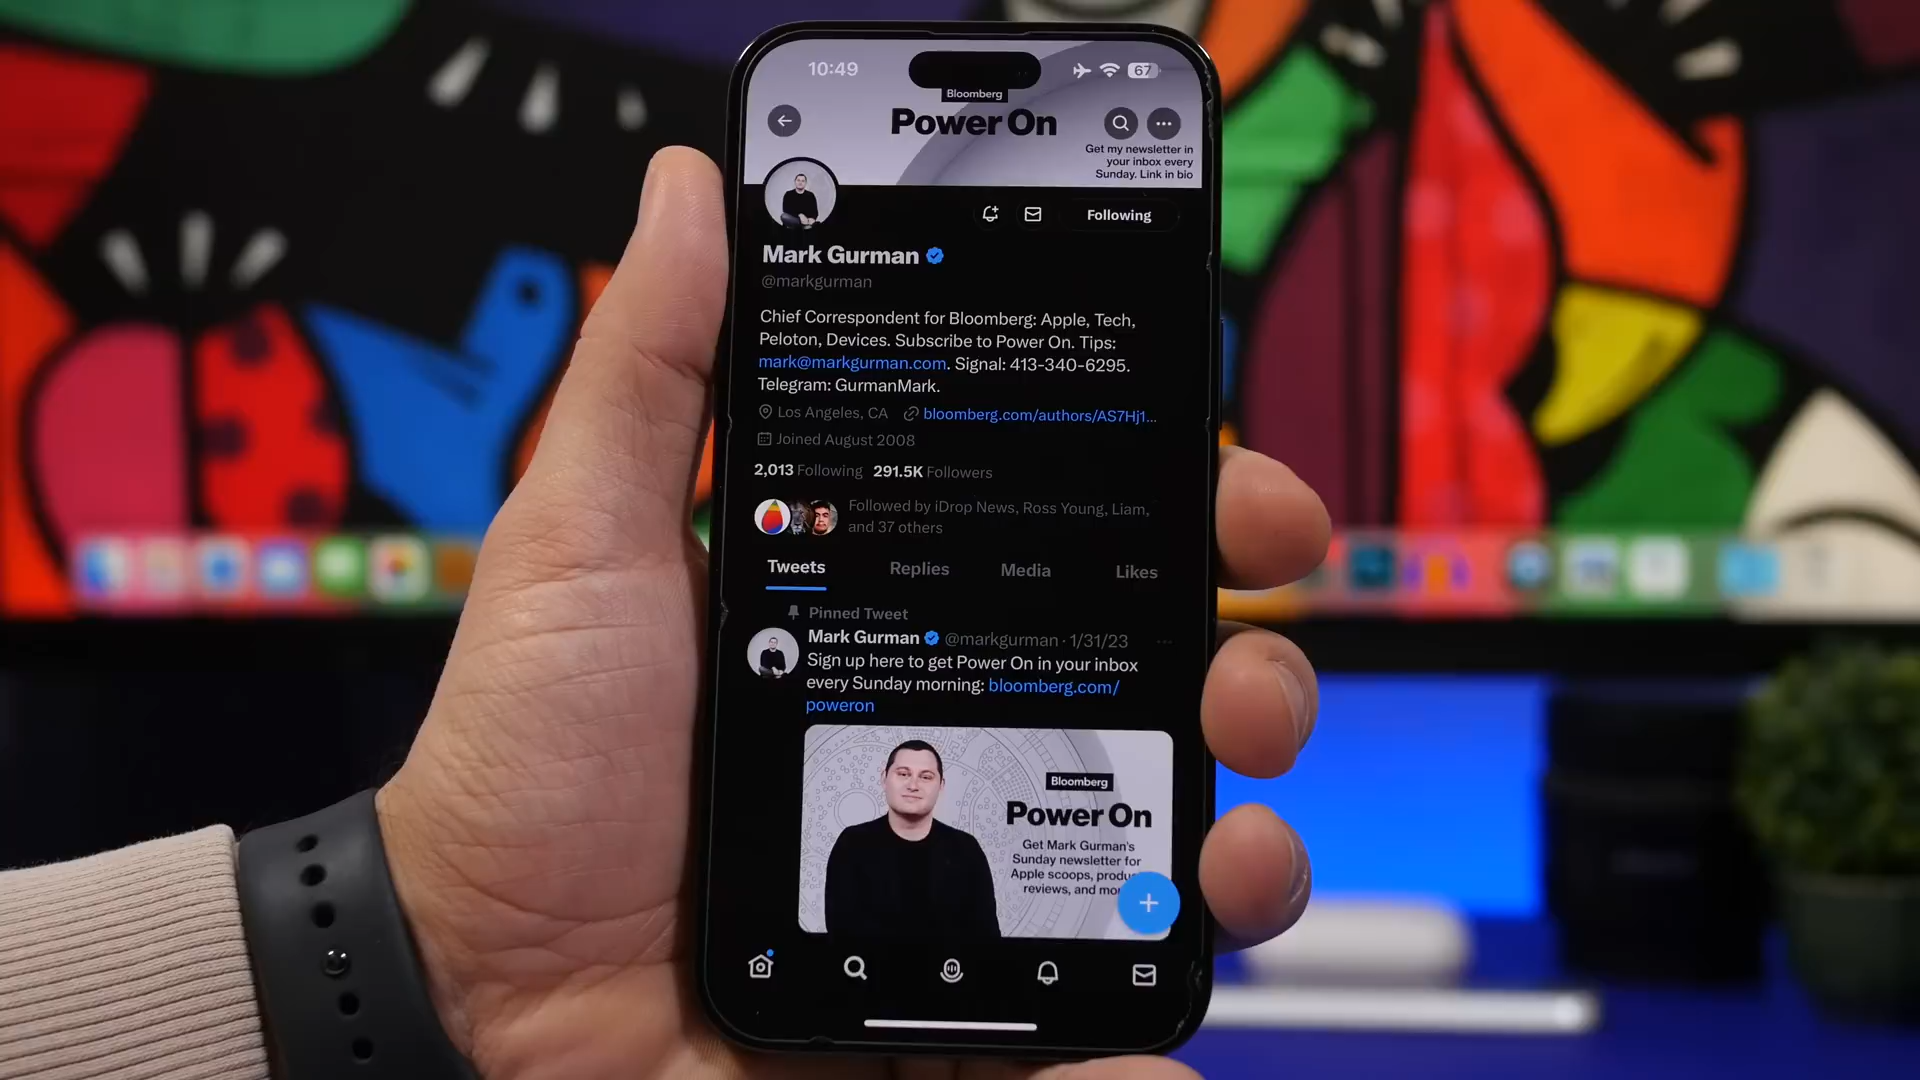 10:49
67
Bloomberg
Power On
Get my newsletter in
your inbox every
Sunday. Link in bio
Following
Mark Gurman
@markgurman
Chief Correspondent for Bloomberg: Apple, Tech,
Peloton, Devices. Subscribe to Power On. Tips:
mark@markgurman.com. Signal: 413-340-6295.
Telegram: GurmanMark.
Los Angeles, CA bloomberg.com/authors/AS7Hj1...
Joined August 2008
2,013 Following 291.5K Followers
Followed by iDrop News, Ross Young, Liam,
and 37 others
Tweets Replies Media Likes
Pinned Tweet
Mark Gurman @markgurman · 1/31/23
Sign up here to get Power On in your inbox
every Sunday morning: bloomberg.com/
poweron
Bloomberg
Power On
Get Mark Gurman's
Sunday newsletter for
Apple scoops, produ
reviews, and mo